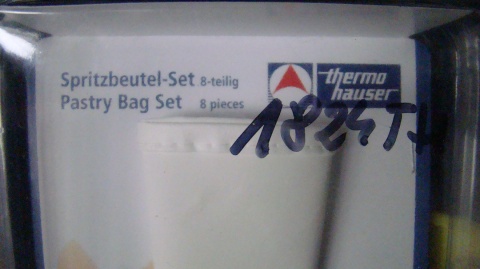 Spritzbeutel-Set 8-teilig
Pastry Bag Set 8 pieces
thermo
hauser
1824TH